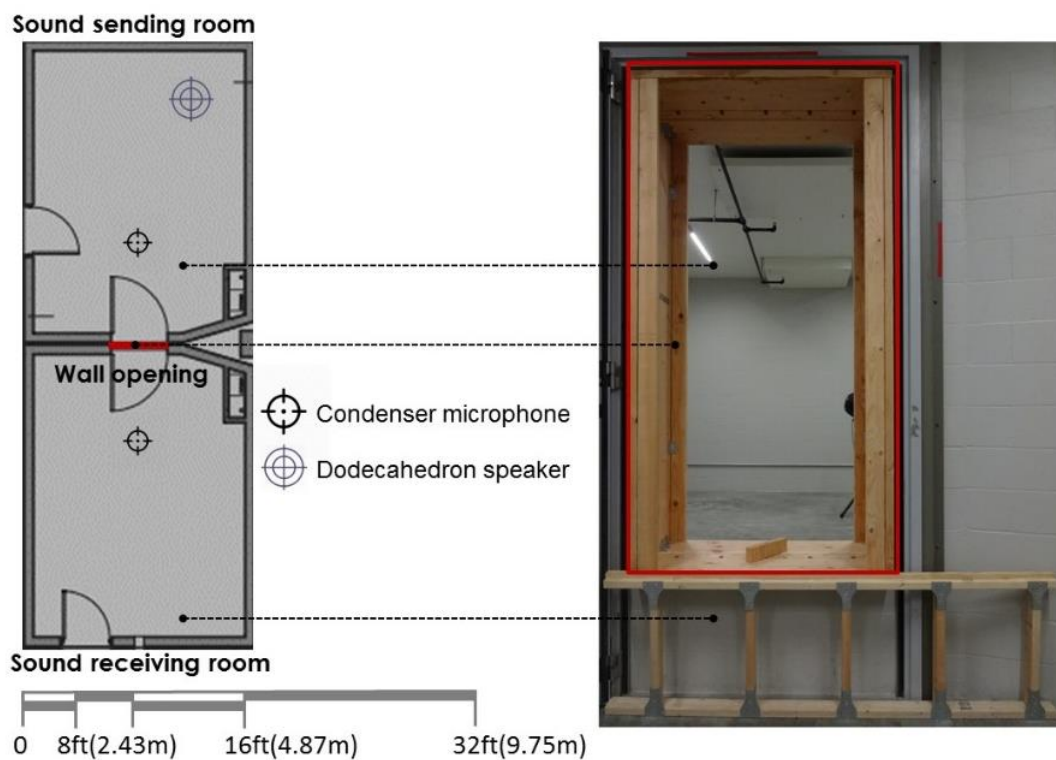 Sound sending room
Wall opening
Condenser microphone
Dodecahedron speaker
Sound receiving room
0 8ft(2.43m) 16ft(4.87m) 32ft(9.75m)